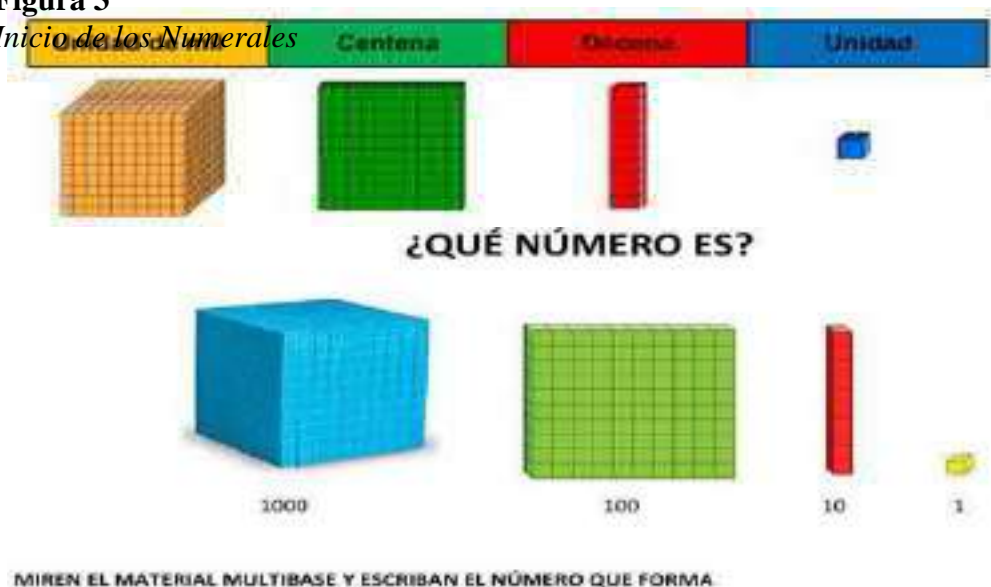 Figura 3
Inicio de los Numerales
Centena Decena Unidad
¿QUÉ NÚMERO ES?
1000 100 10 1
MIREN EL MATERIAL MULTIBASE Y ESCRIBAN EL NÚMERO QUE FORMA